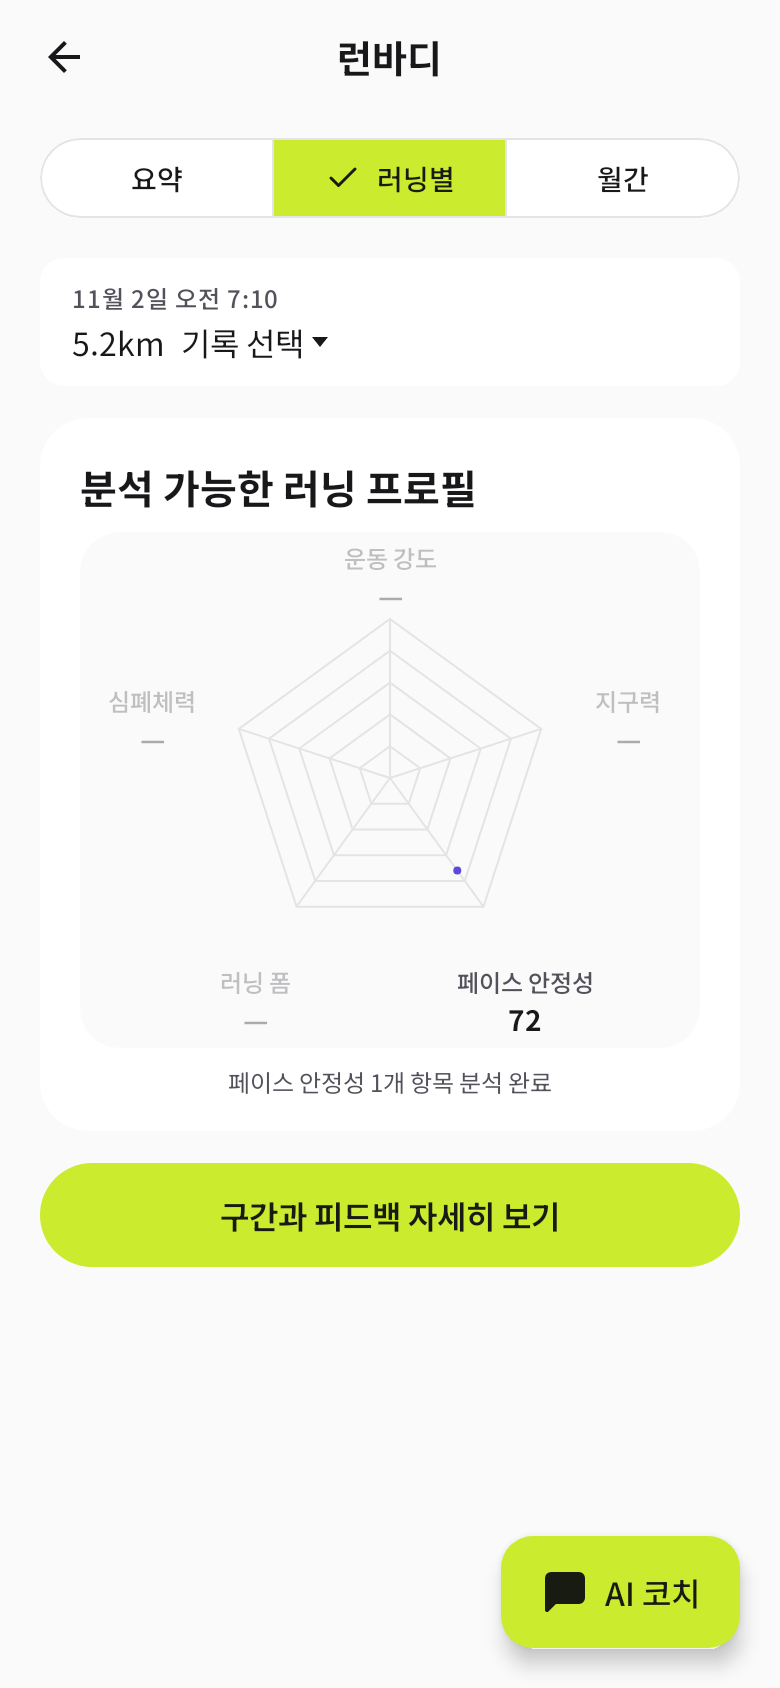 런바디
요약
러닝별
월간
11월 2일 오전 7:10
5.2km 기록 선택
분석 가능한 러닝 프로필
운동 강도
—
심폐체력
—
지구력
—
러닝 폼
—
페이스 안정성
72
페이스 안정성 1개 항목 분석 완료
구간과 피드백 자세히 보기
AI 코치